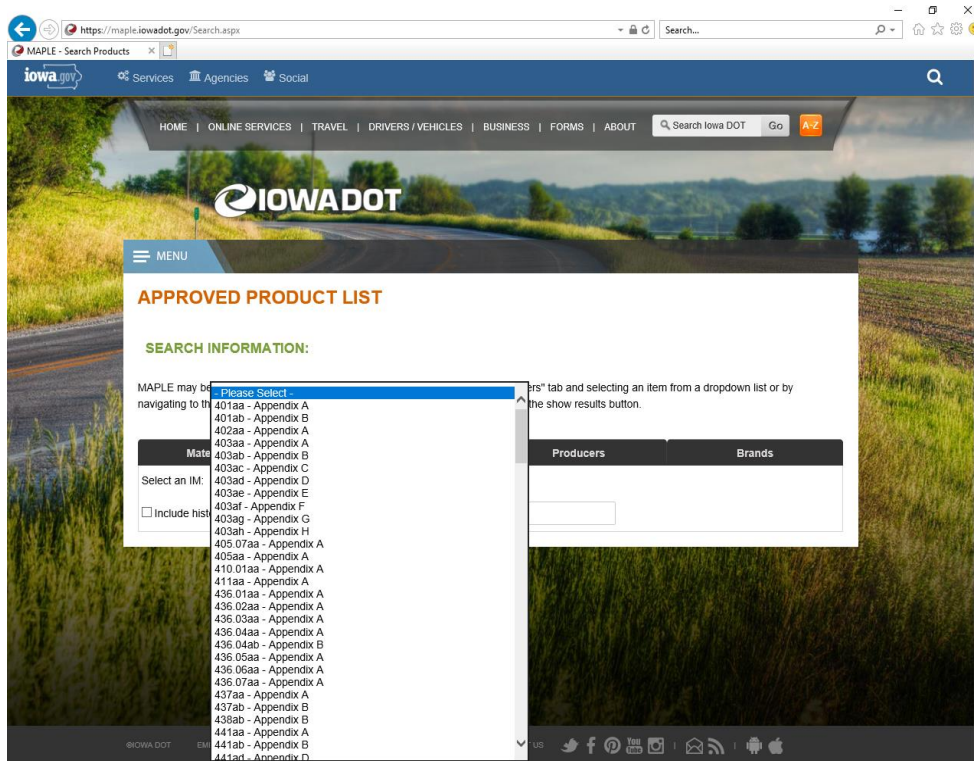 https://maple.iowadot.gov/Search.aspx
Search...
MAPLE - Search Products
iowa.gov
Services
Agencies
Social
HOME | ONLINE SERVICES | TRAVEL | DRIVERS / VEHICLES | BUSINESS | FORMS | ABOUT
Search Iowa DOT
Go
A-Z
IOWADOT
MENU
APPROVED PRODUCT LIST
SEARCH INFORMATION:
MAPLE may be
ers" tab and selecting an item from a dropdown list or by
navigating to th
the show results button.
Mate
Producers
Brands
Select an IM:
Include hist
- Please Select -
401aa - Appendix A
401ab - Appendix B
402aa - Appendix A
403aa - Appendix A
403ab - Appendix B
403ac - Appendix C
403ad - Appendix D
403ae - Appendix E
403af - Appendix F
403ag - Appendix G
403ah - Appendix H
405.07aa - Appendix A
405aa - Appendix A
410.01aa - Appendix A
411aa - Appendix A
436.01aa - Appendix A
436.02aa - Appendix A
436.03aa - Appendix A
436.04aa - Appendix A
436.04ab - Appendix B
436.05aa - Appendix A
436.06aa - Appendix A
436.07aa - Appendix A
437aa - Appendix A
437ab - Appendix B
438ab - Appendix B
441aa - Appendix A
441ab - Appendix B
441ad - Appendix D
©IOWA DOT
EM
US
You Tube